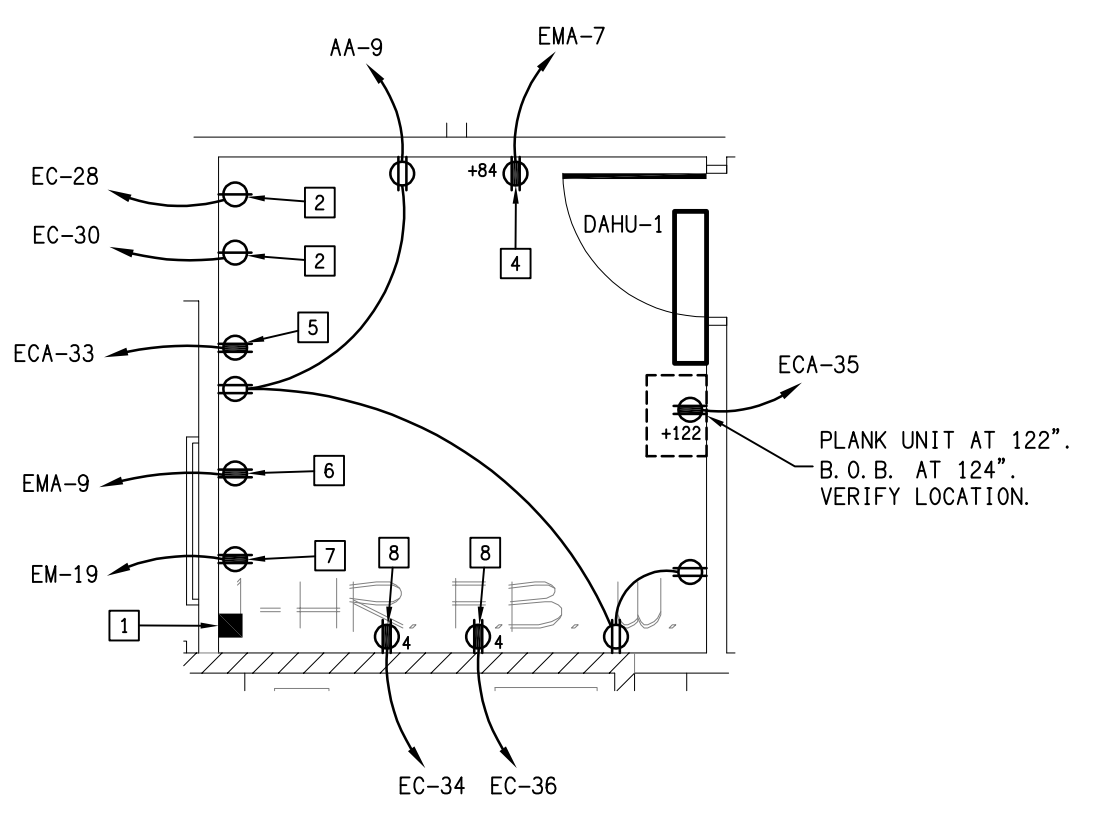 AA-9
EMA-7
EC-28
2
+84
EC-30
2
4
DAHU-1
ECA-33
5
ECA-35
+122
PLANK UNIT AT 122”.
B.O.B. AT 124”.
VERIFY LOCATION.
EMA-9
6
EM-19
7
8
8
1-HR. F.B. W.
1
4
4
EC-34
EC-36